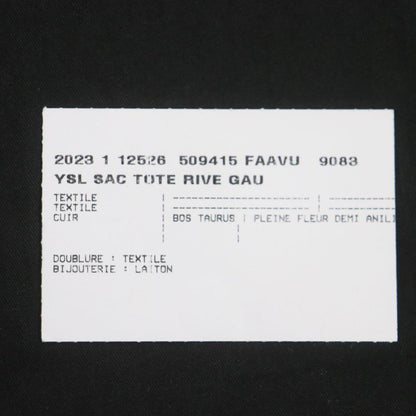 2023 1 12526 509415 FAAVU 9083
YSL SAC TOTE RIVE GAU
TEXTILE | -------------------- | ----------
TEXTILE | -------------------- | ----------
CUIR | BOS TAURUS | PLEINE FLEUR DEMI ANILI
DOUBLURE : TEXTILE
BIJOUTERIE : LAITON